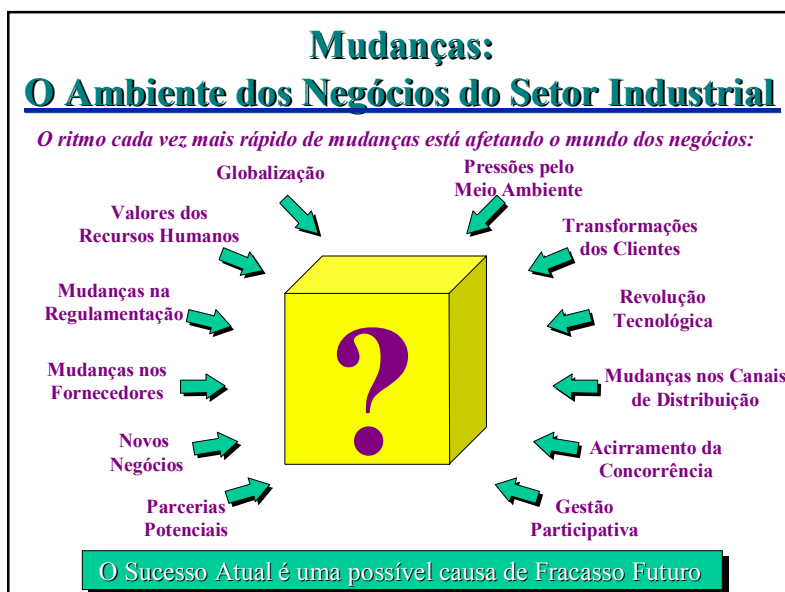 Mudanças:
O Ambiente dos Negócios do Setor Industrial
O ritmo cada vez mais rápido de mudanças está afetando o mundo dos negócios:
Globalização
Pressões pelo
Meio Ambiente
Valores dos
Recursos Humanos
Transformações
dos Clientes
Mudanças na
Regulamentação
Revolução
Tecnológica
?
Mudanças nos
Fornecedores
Mudanças nos Canais
de Distribuição
Novos
Negócios
Acirramento da
Concorrência
Parcerias
Potenciais
Gestão
Participativa
O Sucesso Atual é uma possível causa de Fracasso Futuro